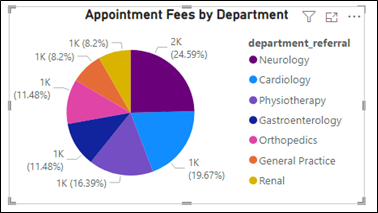 Appointment Fees by Department
1K (8.2%)
2K
(24.59%)
1K (8.2%)
1K
(11.48%)
1K
(11.48%)
1K (16.39%)
1K
(19.67%)
department_referral
Neurology
Cardiology
Physiotherapy
Gastroenterology
Orthopedics
General Practice
Renal